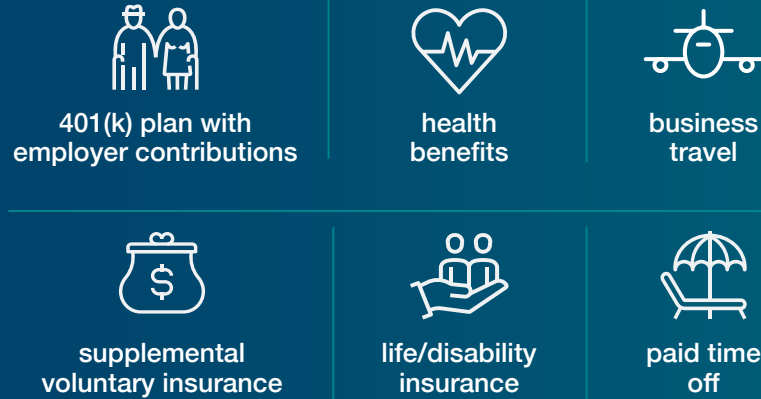 401(k) plan with
employer contributions
health
benefits
business
travel
$
supplemental
voluntary insurance
life/disability
insurance
paid time
off